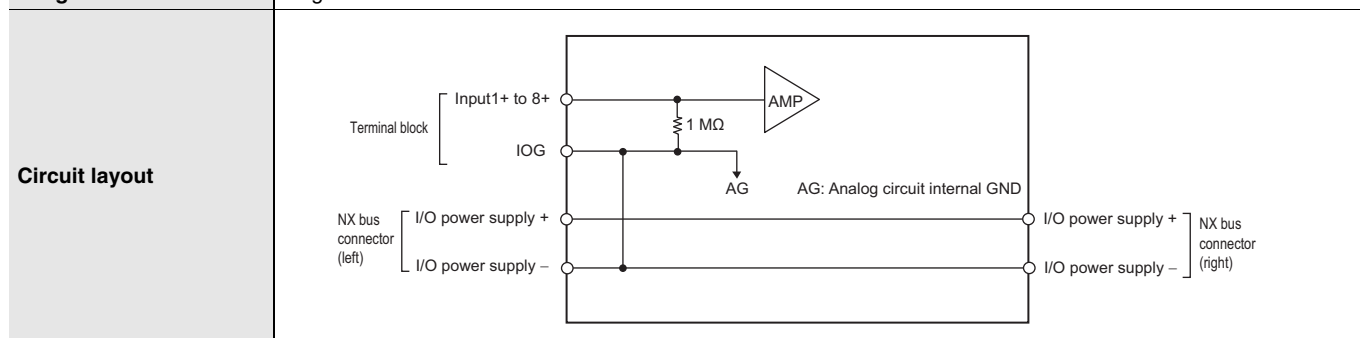 Circuit layout
Terminal block
Input1+ to 8+
IOG
AMP
1 MΩ
AG
AG: Analog circuit internal GND
NX bus
connector
(left)
I/O power supply +
I/O power supply −
I/O power supply +
I/O power supply −
NX bus
connector
(right)